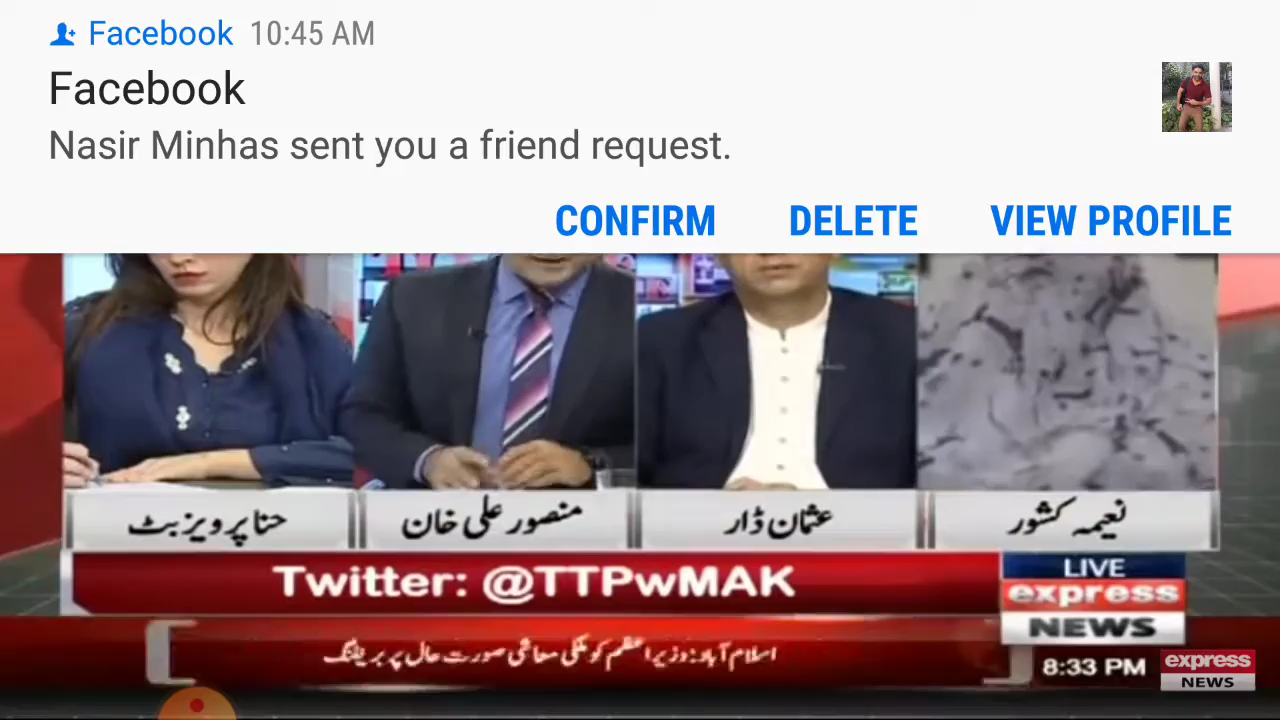 Facebook 10:45 AM
Facebook
Nasir Minhas sent you a friend request.
CONFIRM DELETE VIEW PROFILE
نعیمہ کشور
عثمان ڈار
منصور علی خان
حنا پرویز بٹ
Twitter: @TTPwMAK
LIVE
express
NEWS
اسلام آباد: وزیراعظم کو ملکی معاشی صورت حال پر بریفنگ
8:33 PM
express
NEWS